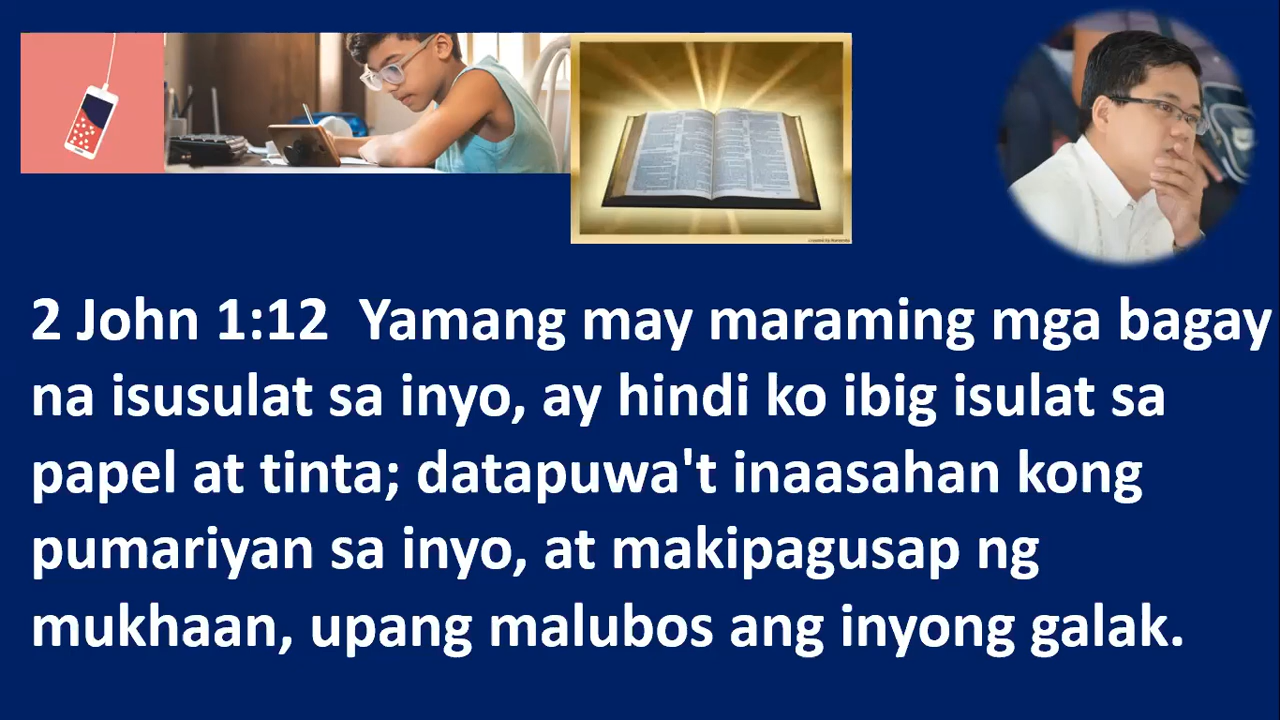 2 John 1:12  Yamang may maraming mga bagay
na isusulat sa inyo, ay hindi ko ibig isulat sa
papel at tinta; datapuwa't inaasahan kong
pumariyan sa inyo, at makipagusap ng
mukhaan, upang malubos ang inyong galak.